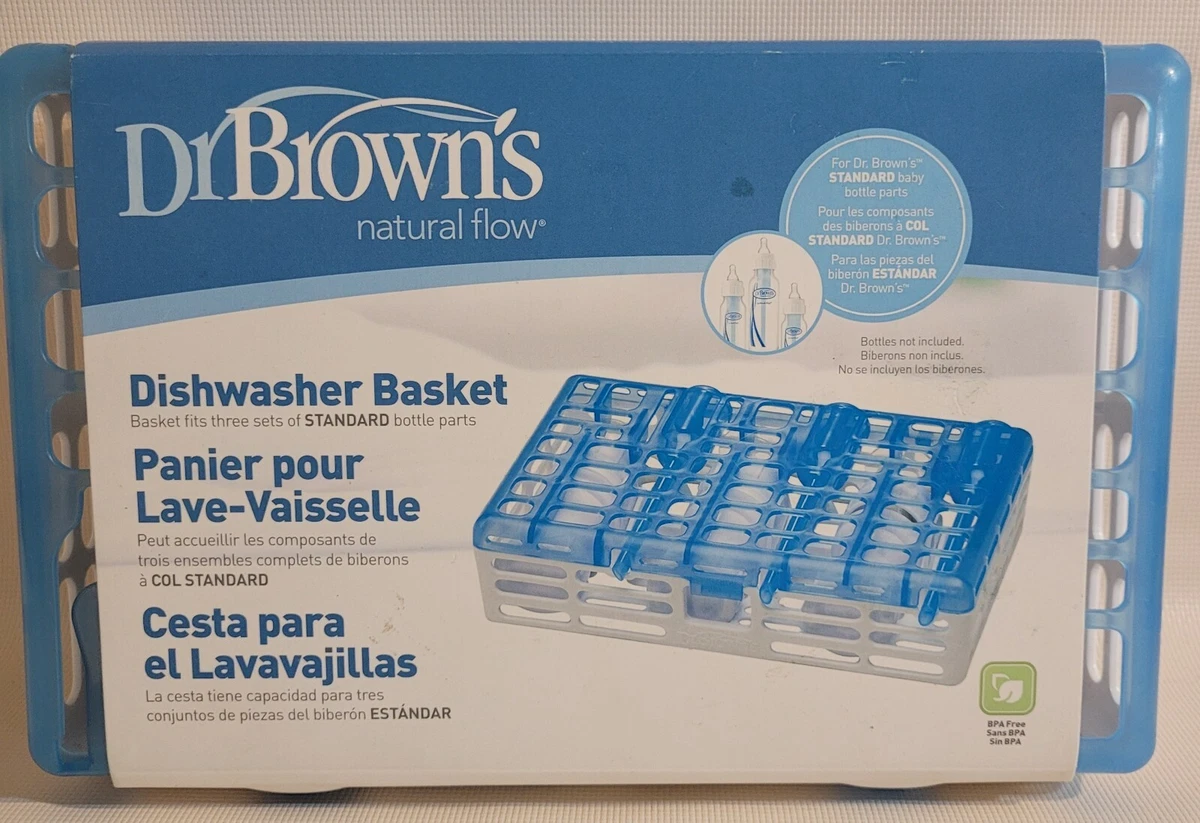 Dr Brown's
natural flow®
For Dr. Brown's™
STANDARD baby
bottle parts
Pour les composants
des biberons à COL
STANDARD Dr. Brown's™
Para las piezas del
biberón ESTÁNDAR
Dr. Brown's™
Bottles not included.
Biberons non inclus.
No se incluyen los biberones.
Dishwasher Basket
Basket fits three sets of STANDARD bottle parts
Panier pour
Lave-Vaisselle
Peut accueillir les composants de
trois ensembles complets de biberons
à COL STANDARD
Cesta para
el Lavavajillas
La cesta tiene capacidad para tres
conjuntos de piezas del biberón ESTÁNDAR
BPA Free
Sans BPA
Sin BPA